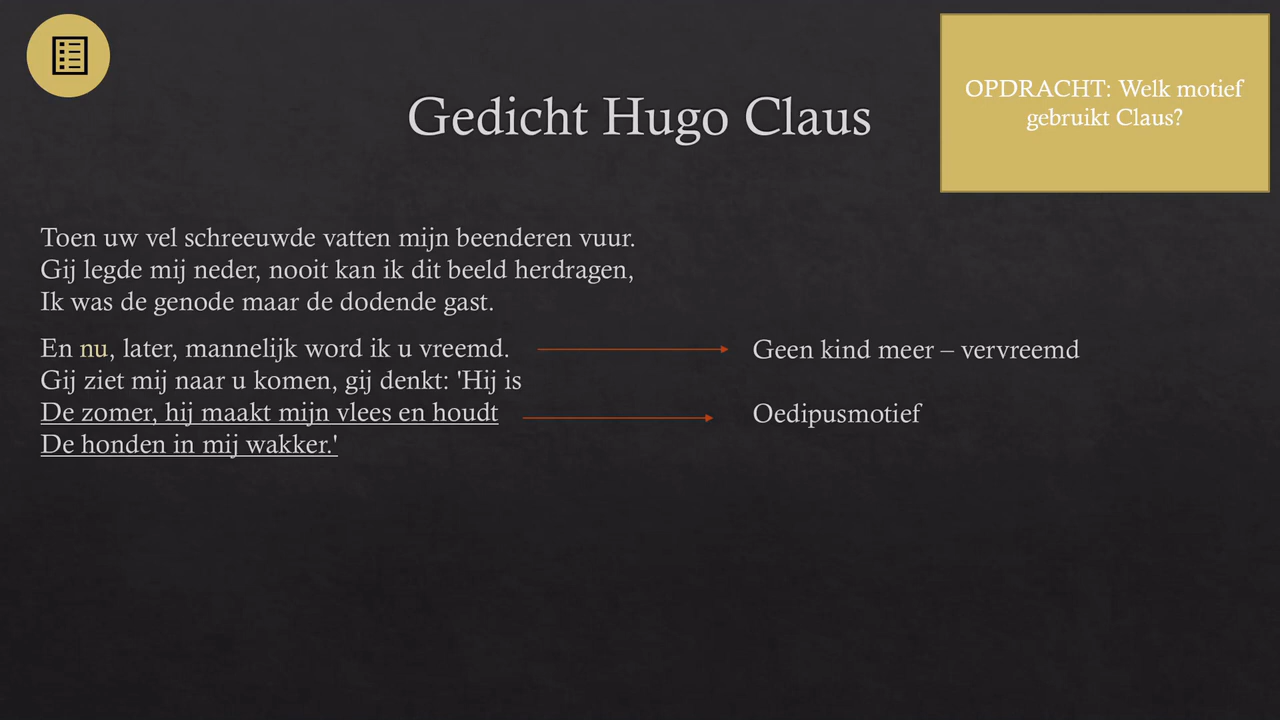 OPDRACHT: Welk motief
gebruikt Claus?
Gedicht Hugo Claus
Toen uw vel schreeuwde vatten mijn beenderen vuur.
Gij legde mij neder, nooit kan ik dit beeld herdragen,
Ik was de genode maar de dodende gast.
En nu, later, mannelijk word ik u vreemd.
Geen kind meer – vervreemd
Gij ziet mij naar u komen, gij denkt: 'Hij is
De zomer, hij maakt mijn vlees en houdt
Oedipusmotief
De honden in mij wakker.'